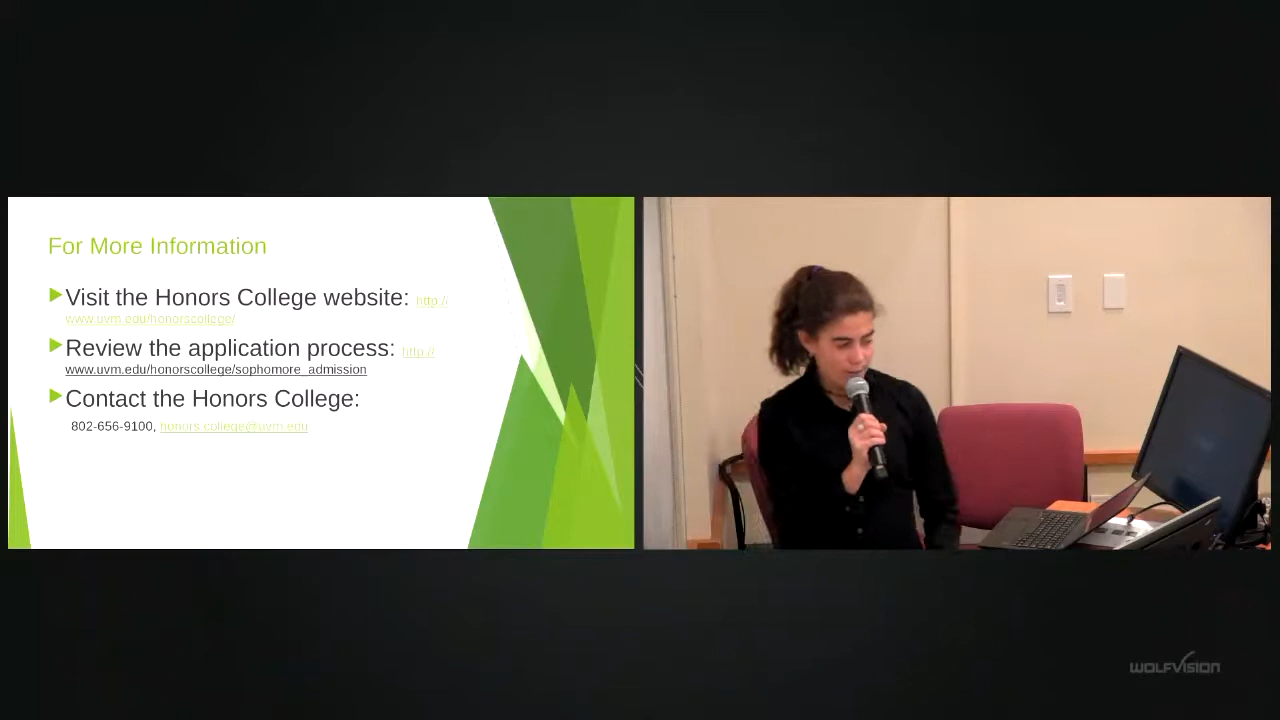 For More Information
Visit the Honors College website: http://
www.uvm.edu/honorscollege/
Review the application process: http://
www.uvm.edu/honorscollege/sophomore_admission
Contact the Honors College:
802-656-9100, honors.college@uvm.edu
WOLFVISION